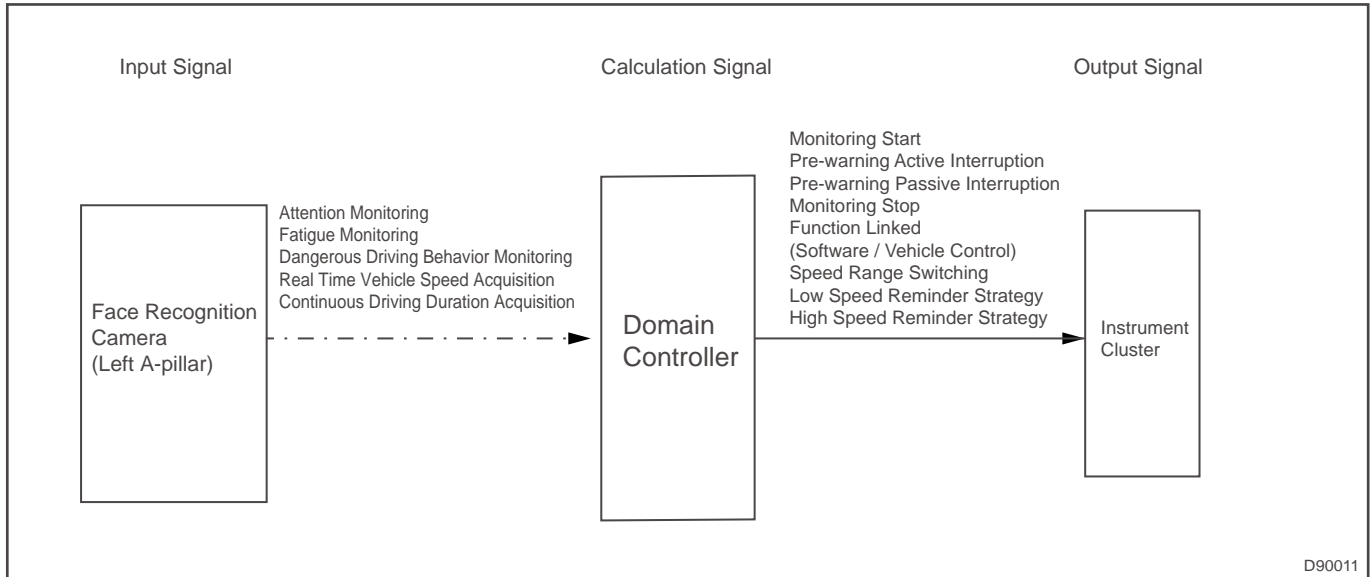 Input Signal
Calculation Signal
Output Signal
Monitoring Start
Pre-warning Active Interruption
Pre-warning Passive Interruption
Monitoring Stop
Function Linked
(Software / Vehicle Control)
Speed Range Switching
Low Speed Reminder Strategy
High Speed Reminder Strategy
Attention Monitoring
Fatigue Monitoring
Dangerous Driving Behavior Monitoring
Real Time Vehicle Speed Acquisition
Continuous Driving Duration Acquisition
Face Recognition
Camera
(Left A-pillar)
Domain
Controller
Instrument
Cluster
D90011